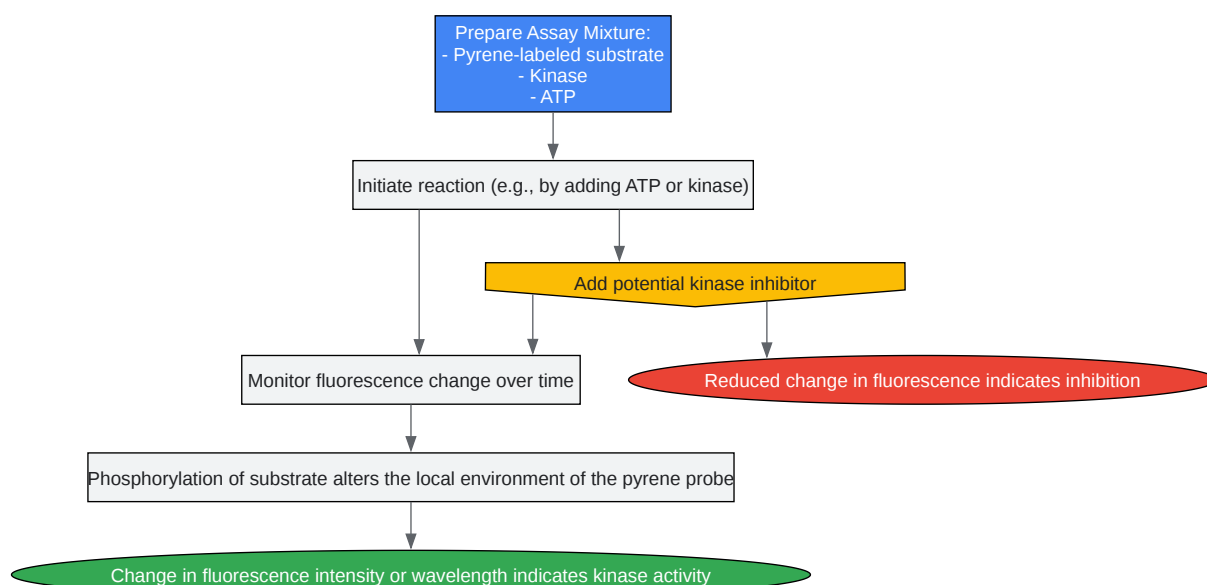 Prepare Assay Mixture:
- Pyrene-labeled substrate
- Kinase
- ATP
Initiate reaction (e.g., by adding ATP or kinase)
Add potential kinase inhibitor
Monitor fluorescence change over time
Reduced change in fluorescence indicates inhibition
Phosphorylation of substrate alters the local environment of the pyrene probe
Change in fluorescence intensity or wavelength indicates kinase activity